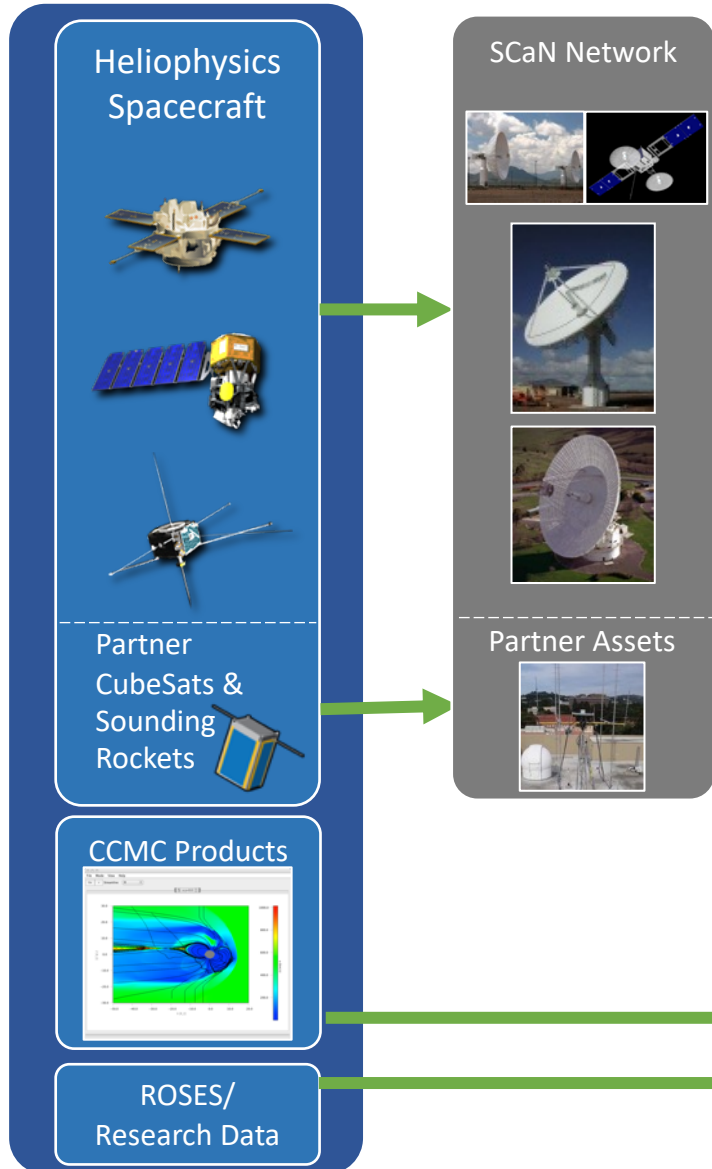 Heliophysics
Spacecraft
Partner
CubeSats &
Sounding
Rockets
CCMC Products
ROSES/
Research Data
SCaN Network
Partner Assets